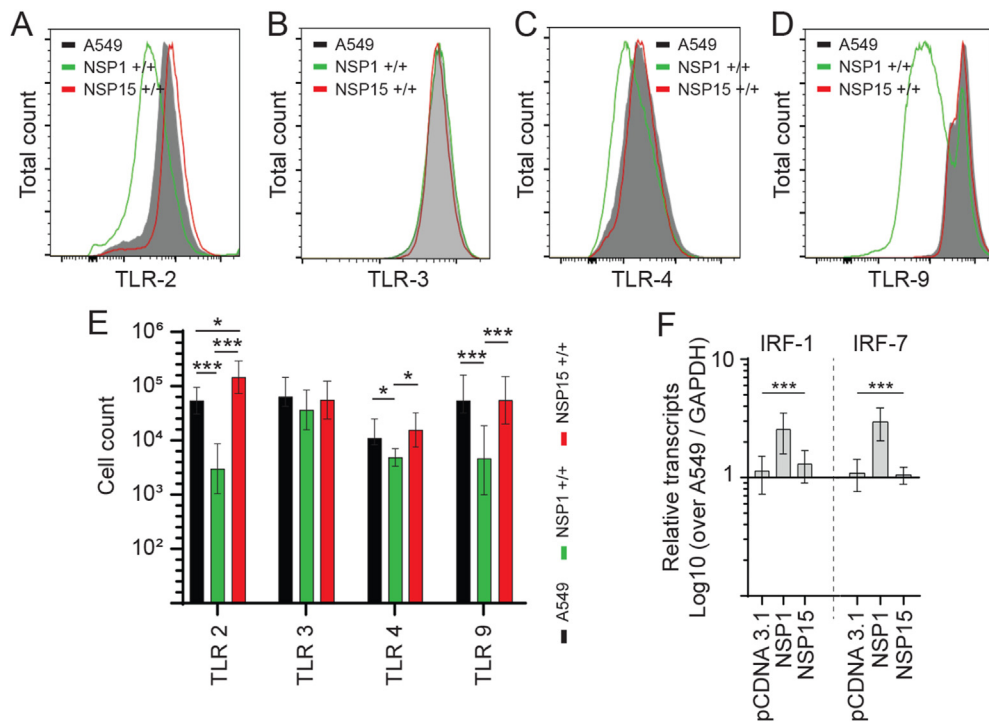 A
A549
NSP1 +/+
NSP15 +/+
Total count
TLR-2
B
A549
NSP1 +/+
NSP15 +/+
Total count
TLR-3
C
A549
NSP1 +/+
NSP15 +/+
Total count
TLR-4
D
A549
NSP1 +/+
NSP15 +/+
Total count
TLR-9
E
Cell count
10⁶
10⁵
10⁴
10³
10²
*
*** ***
* *
*** ***
TLR 2
TLR 3
TLR 4
TLR 9
A549
NSP1 +/+
NSP15 +/+
F
IRF-1 IRF-7
Relative transcripts
Log10 (over A549 / GAPDH)
10
1
*** ***
pCDNA 3.1
NSP1
NSP15
pCDNA 3.1
NSP1
NSP15